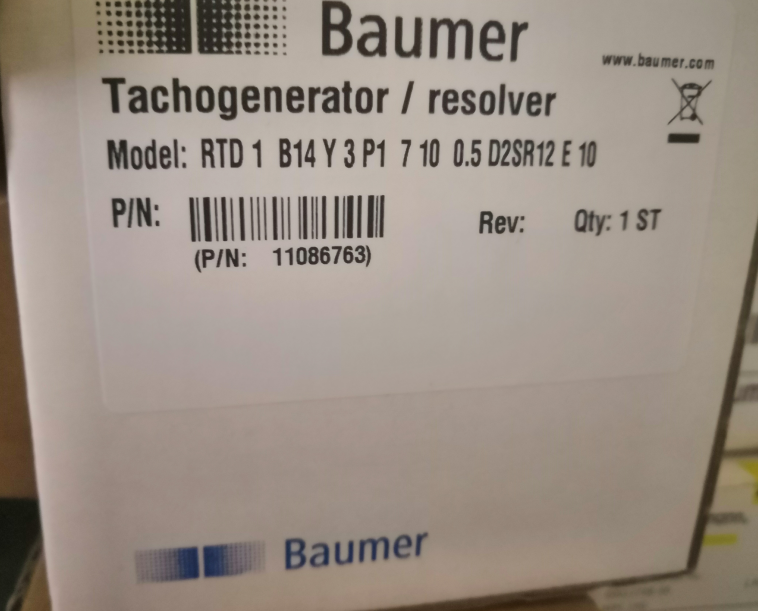 Baumer
www.baumer.com
Tachogenerator / resolver
Model: RTD 1 B14 Y 3 P1 7 10 0.5 D2SR12 E 10
P/N:
Rev:
Qty: 1 ST
(P/N: 11086763)
Baumer